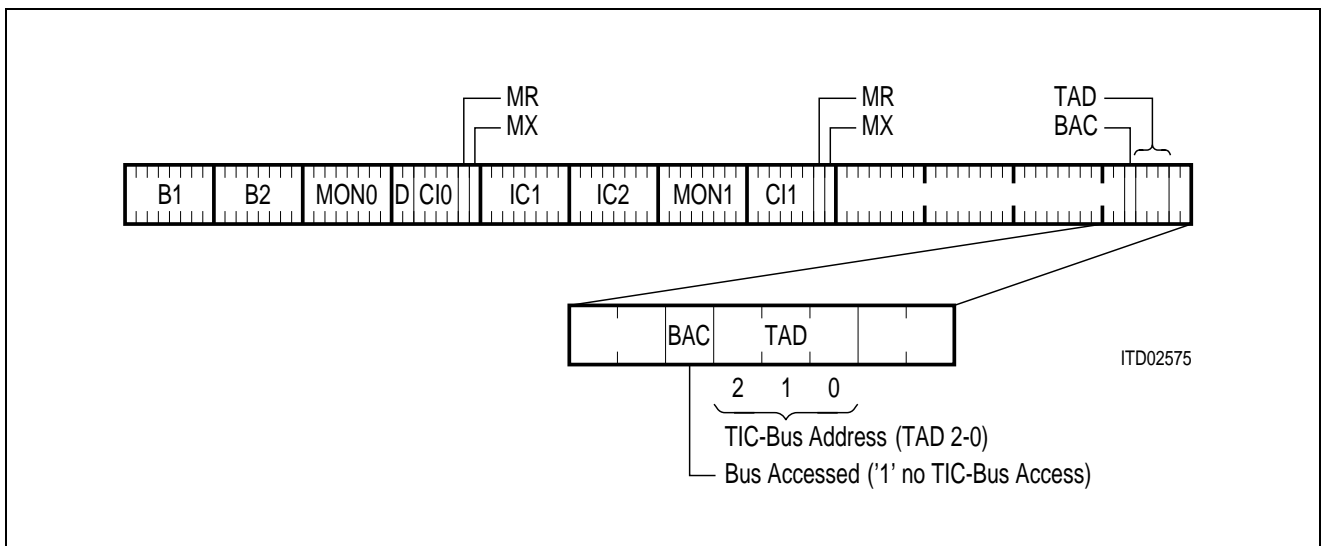 MR MR TAD
MX MX BAC
B1 B2 MON0 D CI0 IC1 IC2 MON1 CI1
BAC TAD
ITD02575
2 1 0
TIC-Bus Address (TAD 2-0)
Bus Accessed ('1' no TIC-Bus Access)